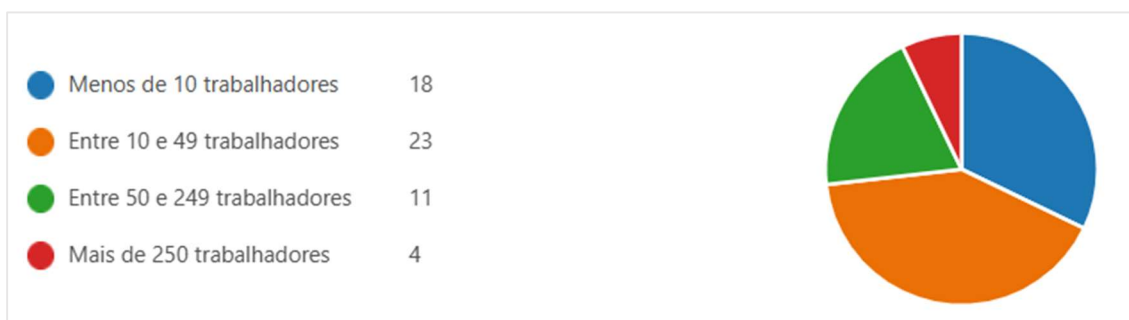 Menos de 10 trabalhadores 18
Entre 10 e 49 trabalhadores 23
Entre 50 e 249 trabalhadores 11
Mais de 250 trabalhadores 4